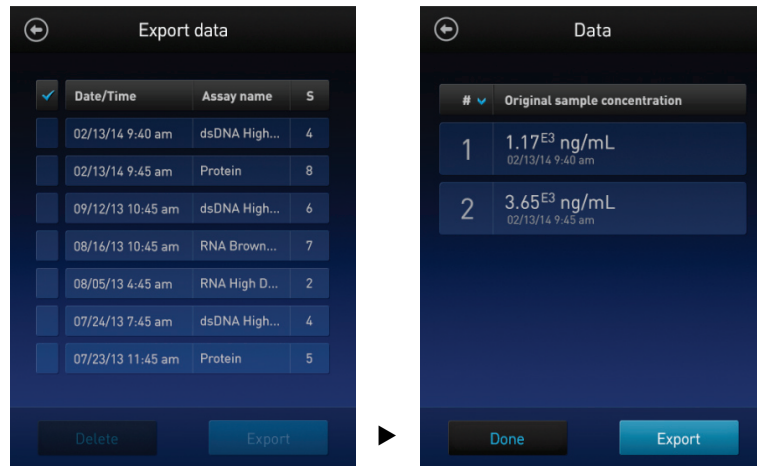 Export data
Date/Time Assay name S
02/13/14 9:40 am dsDNA High... 4
02/13/14 9:45 am Protein 8
09/12/13 10:45 am dsDNA High... 6
08/16/13 10:45 am RNA Brown... 7
08/05/13 4:45 am RNA High D... 2
07/24/13 7:45 am dsDNA High... 4
07/23/13 11:45 am Protein 5
Delete Export
Data
# Original sample concentration
1 1.17E3 ng/mL
02/13/14 9:40 am
2 3.65E3 ng/mL
02/13/14 9:45 am
Done Export